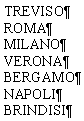 TREVISO¶
ROMA¶
MILANO¶
VERONA¶
BERGAMO¶
NAPOLI¶
BRINDISI¶